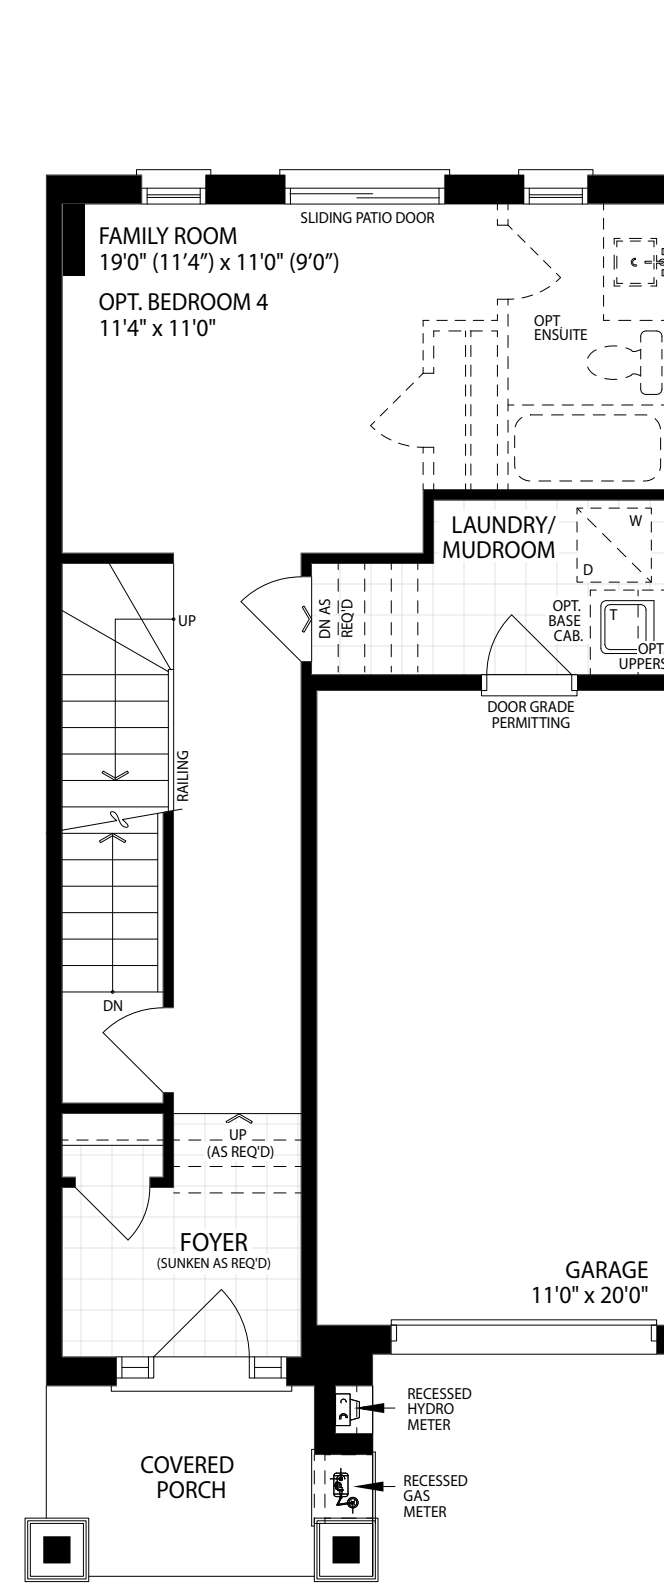 SLIDING PATIO DOOR
FAMILY ROOM
19'0" (11'4") x 11'0" (9'0")
OPT. BEDROOM 4
11'4" x 11'0"
OPT.
ENSUITE
LAUNDRY/
MUDROOM
W
D
DN AS
REQ'D
OPT.
BASE
CAB.
T
OPT.
UPPERS
UP
DOOR GRADE
PERMITTING
RAILING
DN
UP
(AS REQ'D)
FOYER
(SUNKEN AS REQ'D)
GARAGE
11'0" x 20'0"
RECESSED
HYDRO
METER
COVERED
PORCH
RECESSED
GAS
METER